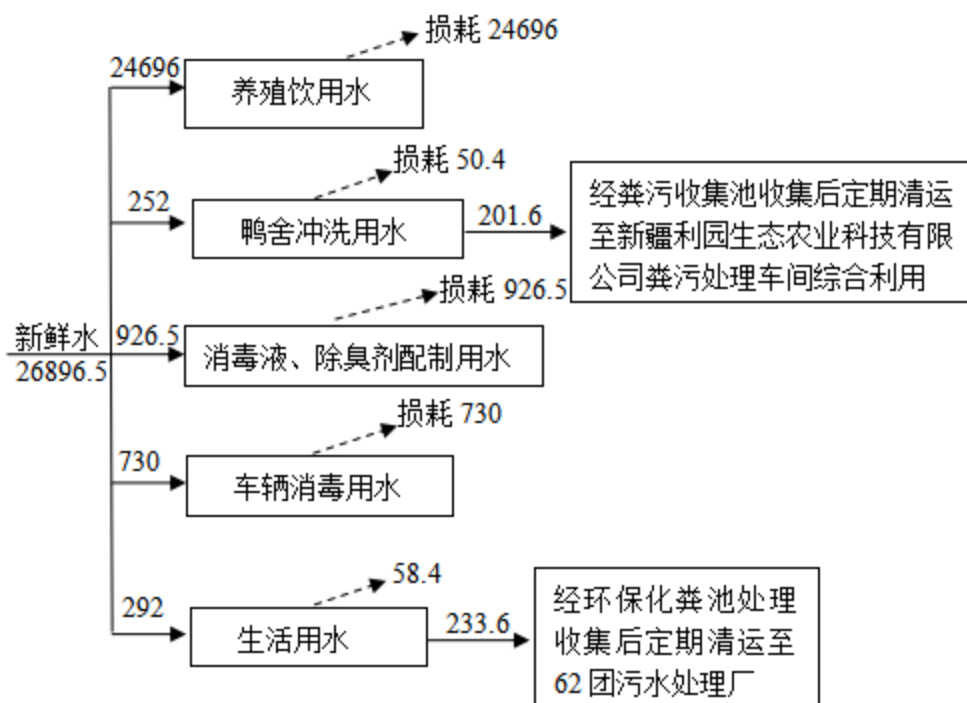 损耗 24696
24696
养殖饮用水
损耗 50.4
252
鸭舍冲洗用水
201.6
经粪污收集池收集后定期清运
至新疆利园生态农业科技有限
公司粪污处理车间综合利用
损耗 926.5
新鲜水
26896.5
926.5
消毒液、除臭剂配制用水
损耗 730
730
车辆消毒用水
58.4
292
生活用水
233.6
经环保化粪池处理
收集后定期清运至
62 团污水处理厂